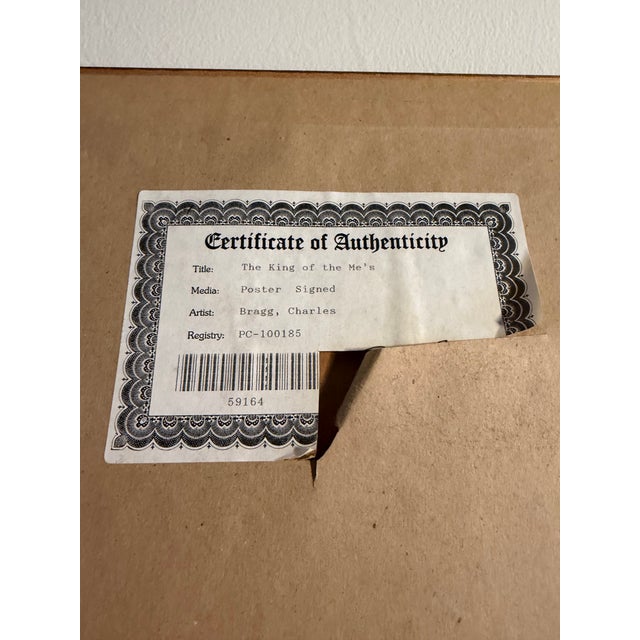 Certificate of Authenticity
Title: The King of the Me's
Media: Poster Signed
Artist: Bragg, Charles
Registry: PC-100185
59164